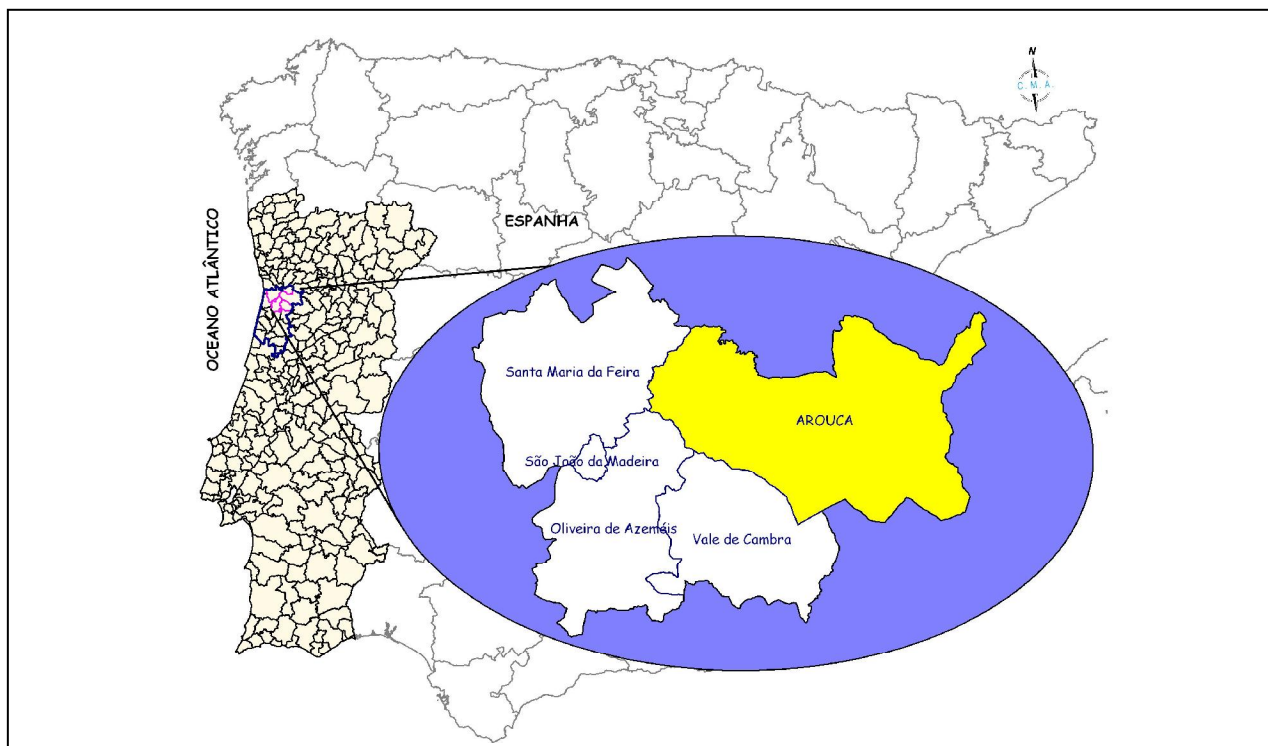 N
C.M.A.
OCEANO ATLÂNTICO
ESPANHA
Santa Maria da Feira
AROUCA
São João da Madeira
Oliveira de Azeméis
Vale de Cambra